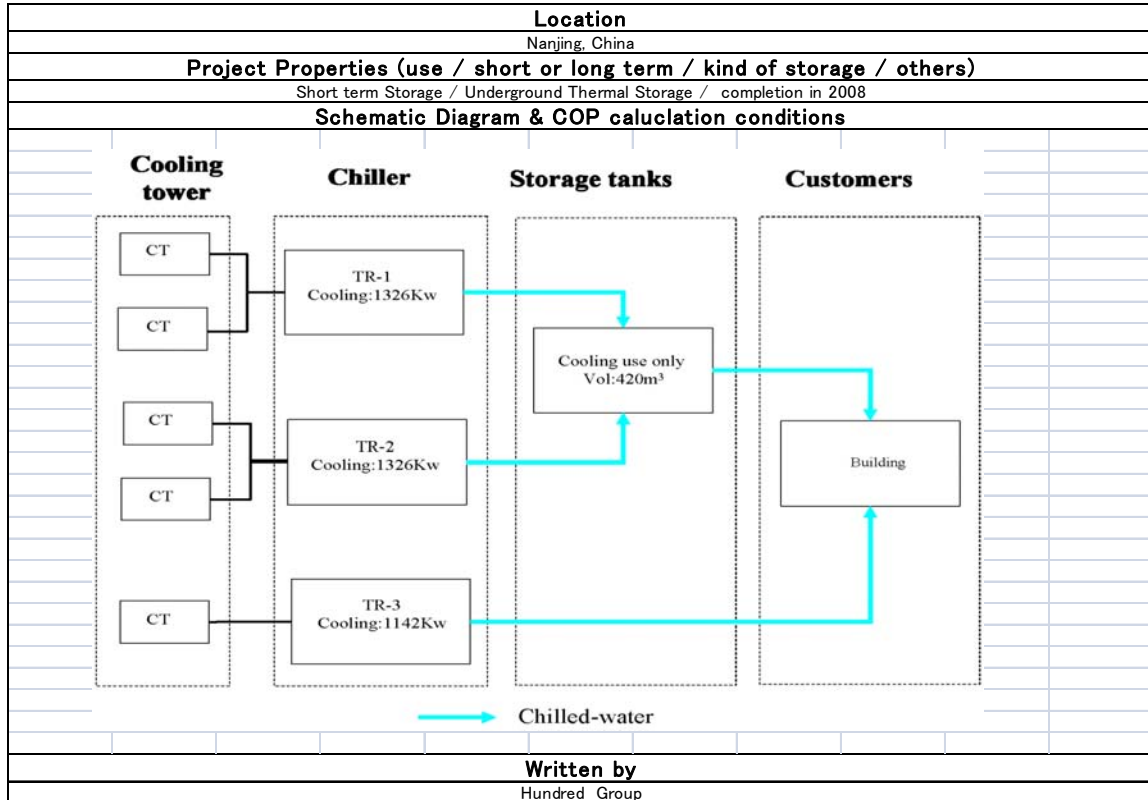 Location
Nanjing, China
Project Properties (use / short or long term / kind of storage / others)
Short term Storage / Underground Thermal Storage / completion in 2008
Schematic Diagram & COP caluclation conditions
Cooling
tower
Chiller
Storage tanks
Customers
CT
CT
TR-1
Cooling:1326Kw
Cooling use only
Vol:420m³
CT
CT
TR-2
Cooling:1326Kw
Building
CT
TR-3
Cooling:1142Kw
Chilled-water
Written by
Hundred Group